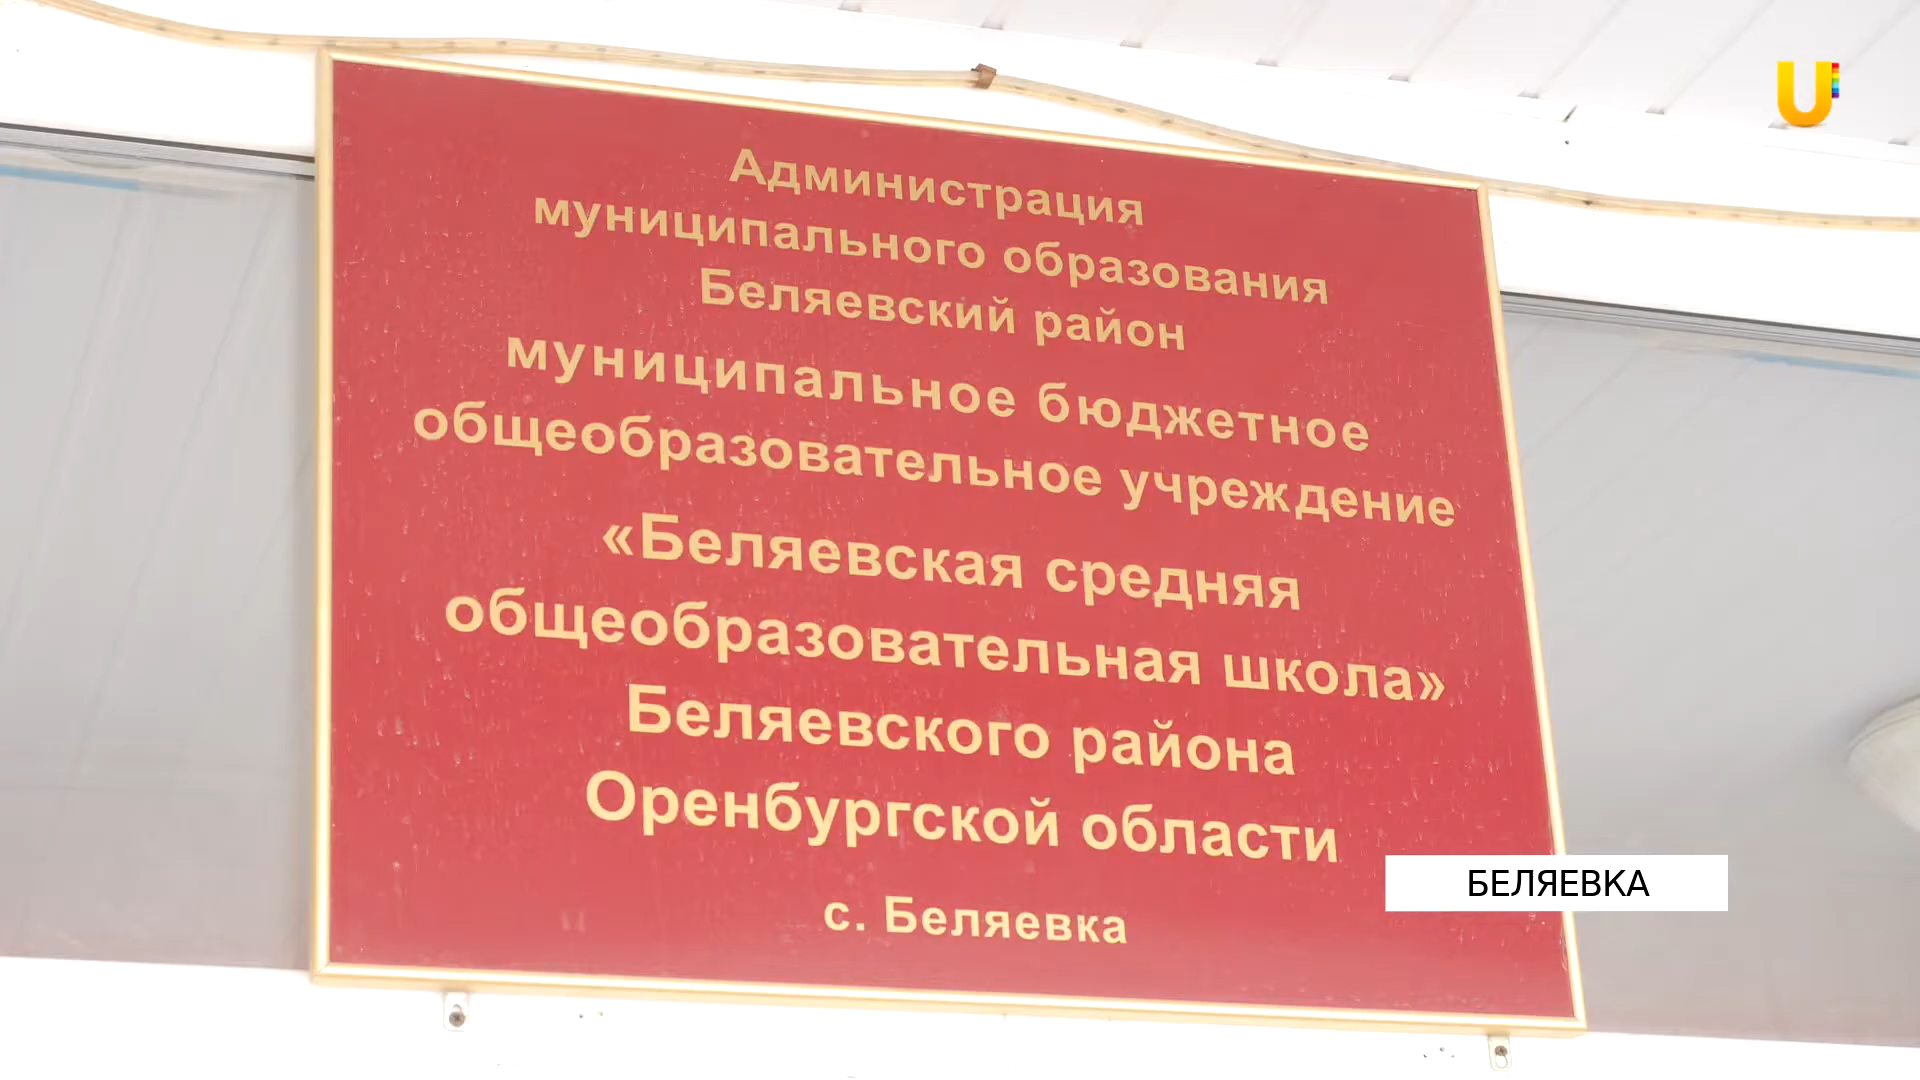 Администрация
муниципального образования
Беляевский район
муниципальное бюджетное
общеобразовательное учреждение
«Беляевская средняя
общеобразовательная школа»
Беляевского района
Оренбургской области
с. Беляевка
БЕЛЯЕВКА
U